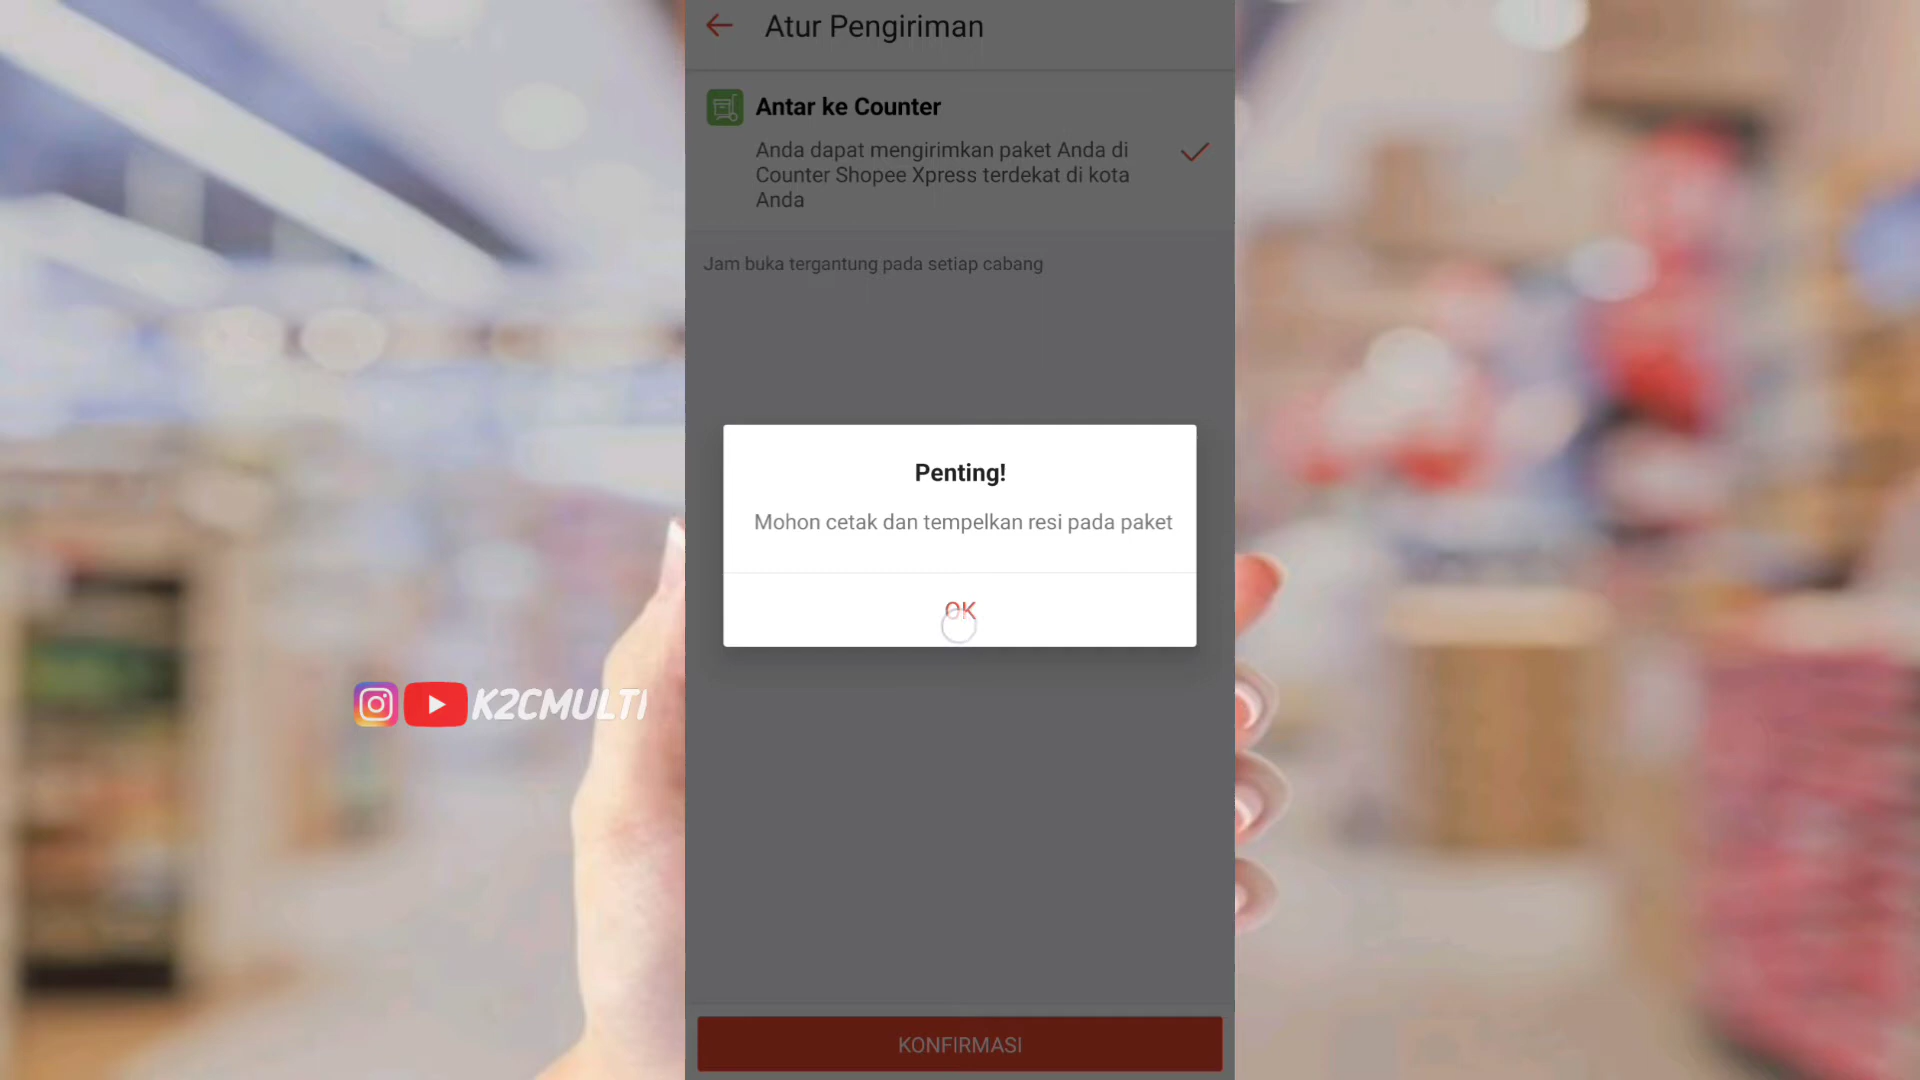 Atur Pengiriman
Antar ke Counter
Anda dapat mengirimkan paket Anda di
Counter Shopee Xpress terdekat di kota
Anda
Jam buka tergantung pada setiap cabang
Penting!
Mohon cetak dan tempelkan resi pada paket
OK
K2CMULTI
KONFIRMASI